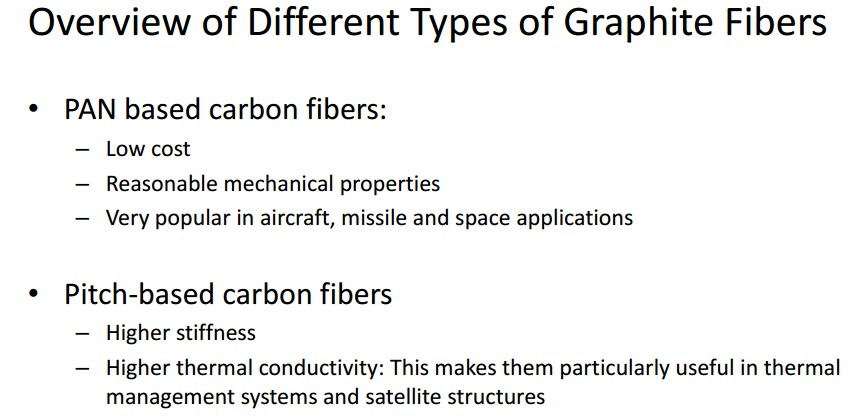 Overview of Different Types of Graphite Fibers
• PAN based carbon fibers:
– Low cost
– Reasonable mechanical properties
– Very popular in aircraft, missile and space applications
• Pitch-based carbon fibers
– Higher stiffness
– Higher thermal conductivity: This makes them particularly useful in thermal
management systems and satellite structures